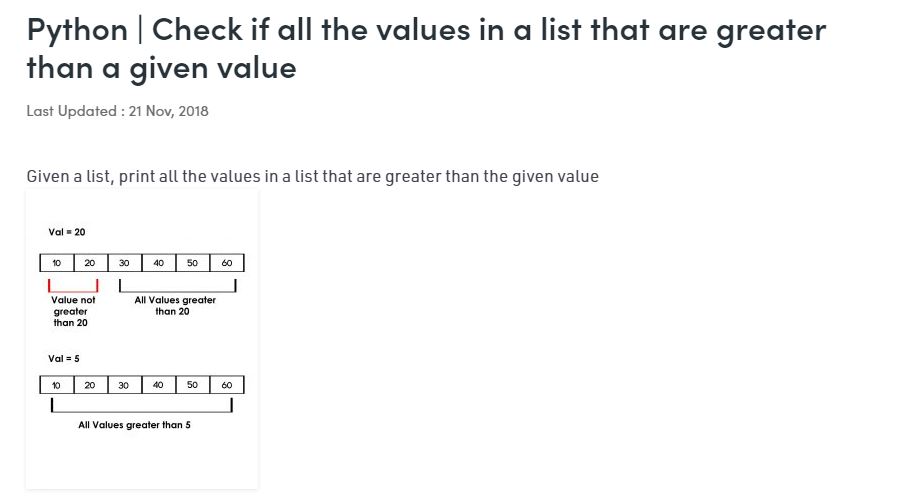 Python | Check if all the values in a list that are greater
than a given value
Last Updated : 21 Nov, 2018
Given a list, print all the values in a list that are greater than the given value
Val = 20
10 20 30 40 50 60
Value not
greater
than 20
All Values greater
than 20
Val = 5
10 20 30 40 50 60
All Values greater than 5